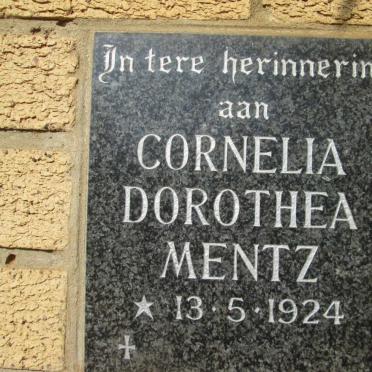 In tere herinnerin
aan
CORNELIA
DOROTHEA
MENTZ
★ 13·5·1924
✝